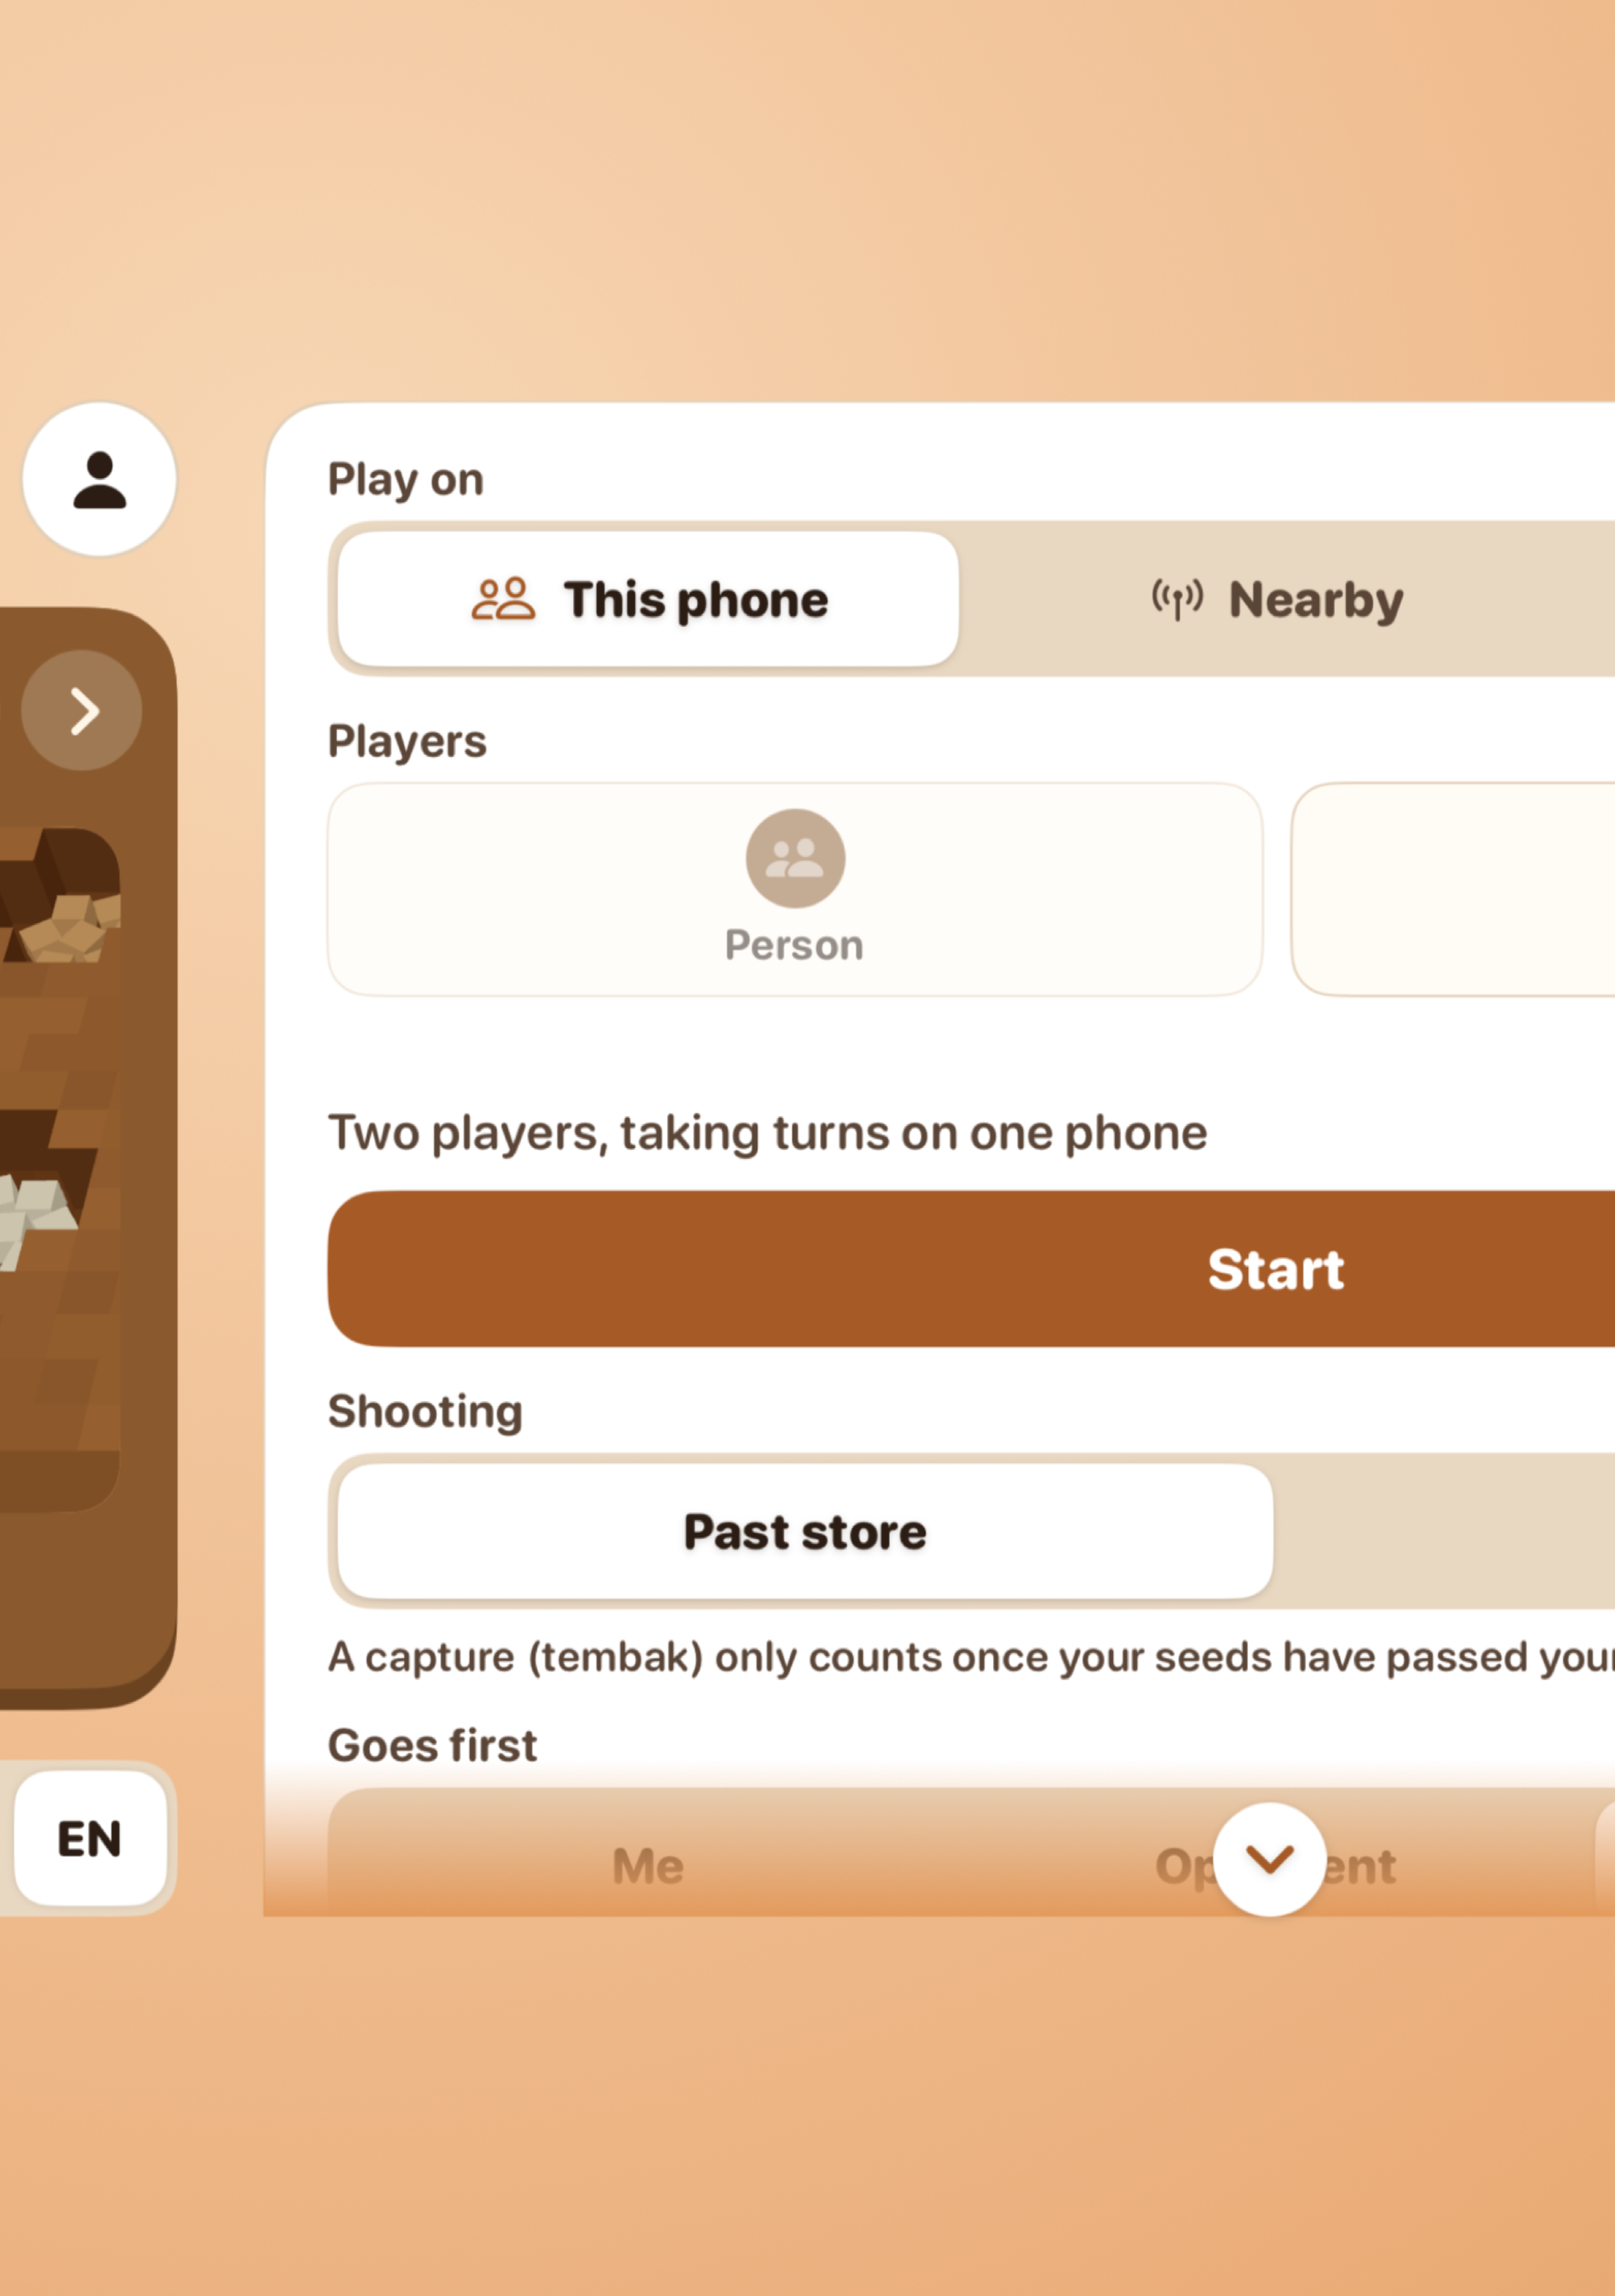 Play on
This phone
Nearby
Players
Person
Two players, taking turns on one phone
Start
Shooting
Past store
A capture (tembak) only counts once your seeds have passed your
Goes first
EN
Me